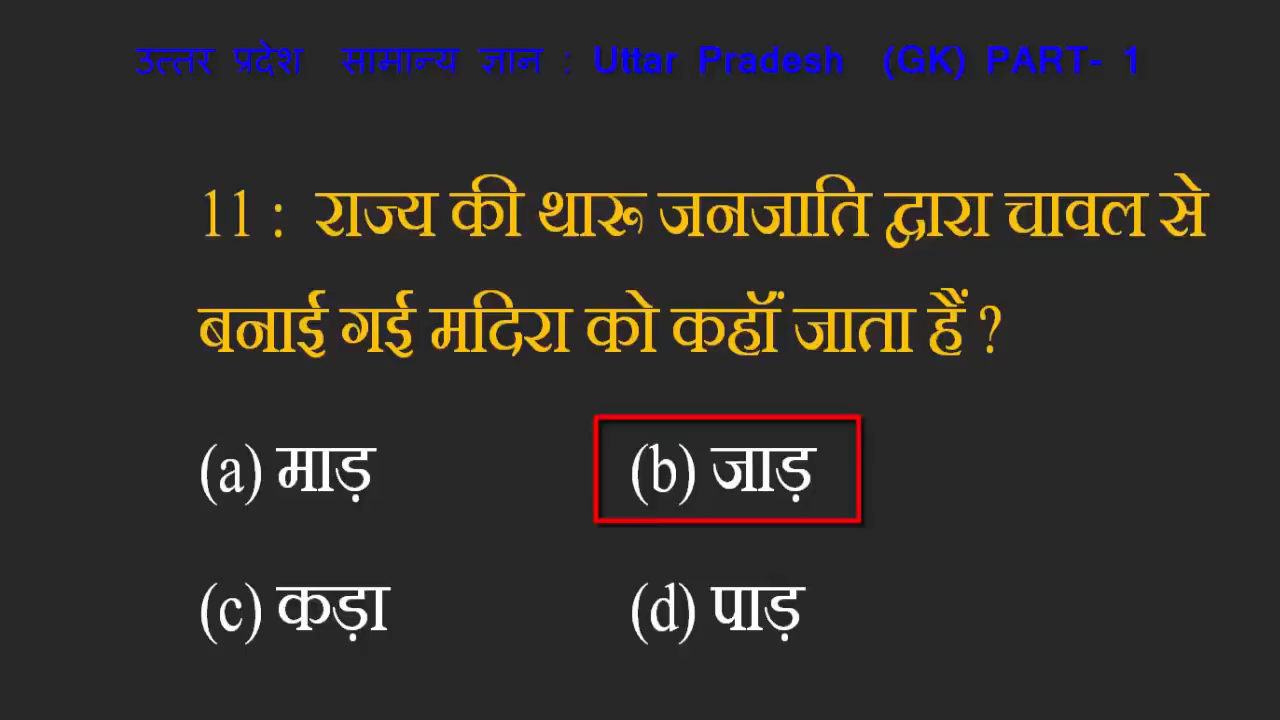 उत्तर प्रदेश सामान्य ज्ञान : Uttar Pradesh (GK) PART- 1
11 : राज्य की थारू जनजाति द्वारा चावल से
बनाई गई मदिरा को कहाॅं जाता हैं ?
(a) माड़ (b) जाड़
(c) कड़ा (d) पाड़